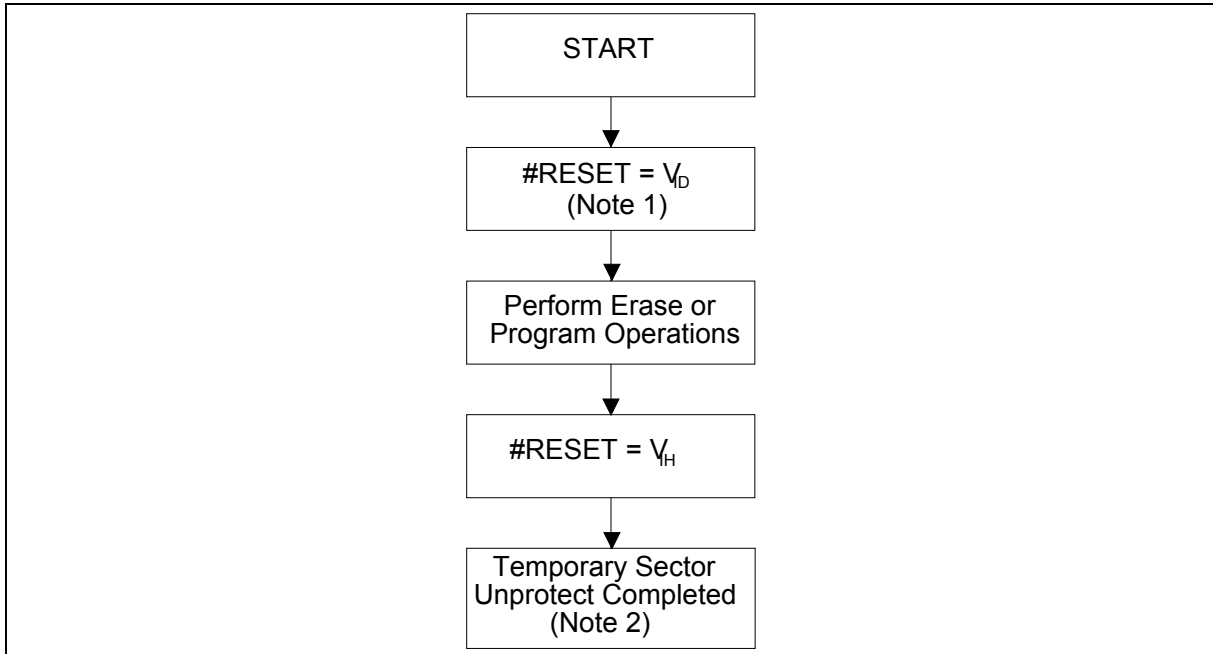 START
#RESET = VID
(Note 1)
Perform Erase or
Program Operations
#RESET = VIH
Temporary Sector
Unprotect Completed
(Note 2)